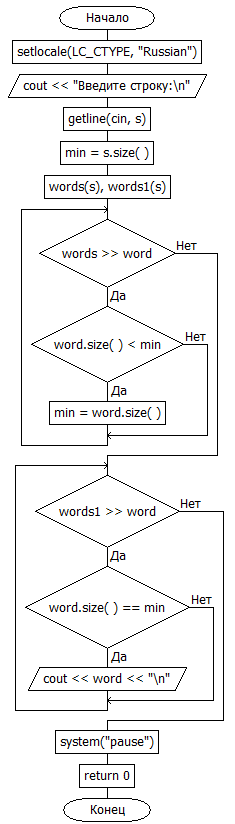 Начало
setlocale(LC_CTYPE, "Russian")
cout << "Введите строку:\n"
getline(cin, s)
min = s.size( )
words(s), words1(s)
words >> word
Нет
Да
word.size( ) < min
Нет
Да
min = word.size( )
words1 >> word
Нет
Да
word.size( ) == min
Нет
Да
cout << word << "\n"
system("pause")
return 0
Конец